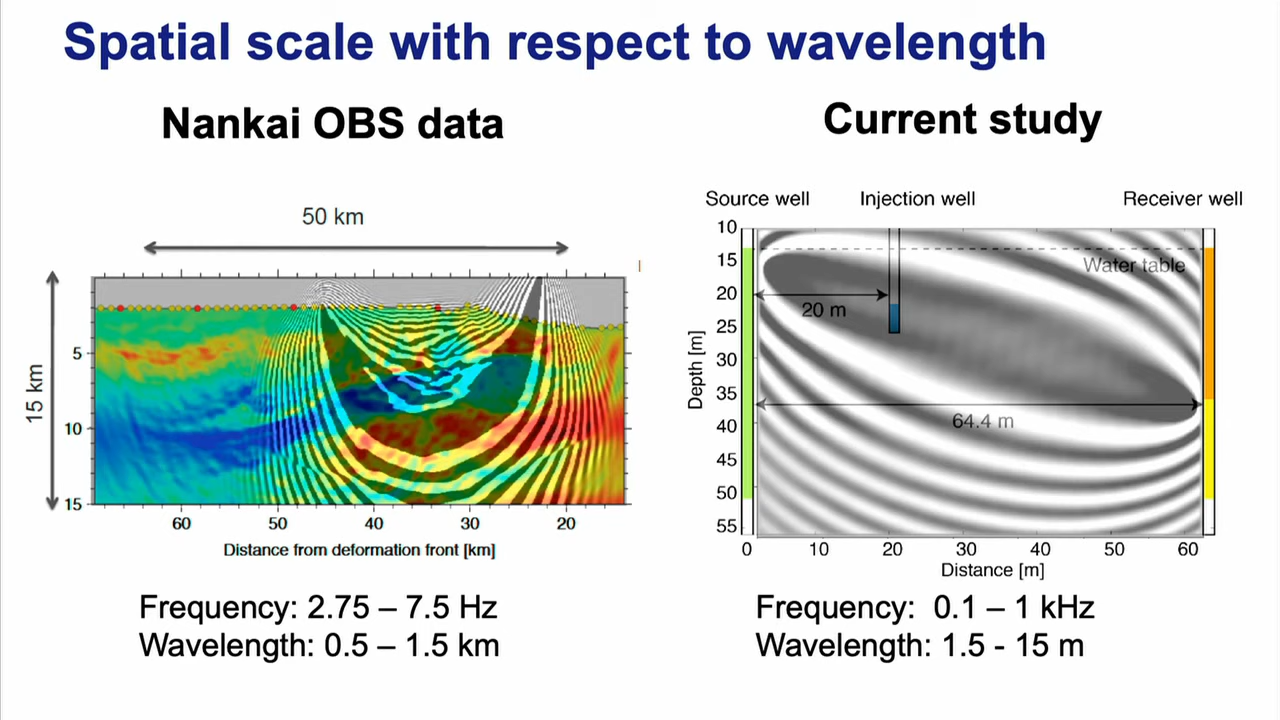 Spatial scale with respect to wavelength
Nankai OBS data
50 km
15 km
5
10
15
60 50 40 30 20
Distance from deformation front [km]
Frequency: 2.75 – 7.5 Hz
Wavelength: 0.5 – 1.5 km
Current study
Source well Injection well Receiver well
Water table
20 m
64.4 m
Depth [m]
10
15
20
25
30
35
40
45
50
55
0 10 20 30 40 50 60
Distance [m]
Frequency: 0.1 – 1 kHz
Wavelength: 1.5 - 15 m